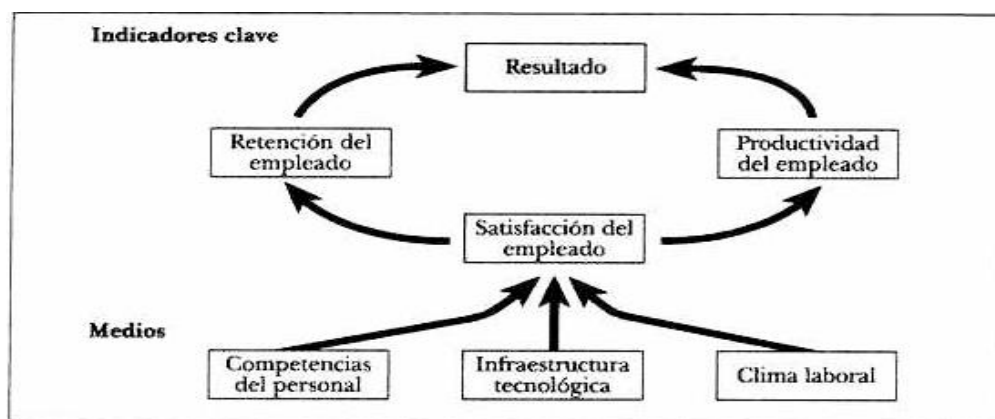 Indicadores clave
Resultado
Retención del
empleado
Productividad
del empleado
Satisfacción del
empleado
Medios
Competencias
del personal
Infraestructura
tecnológica
Clima laboral